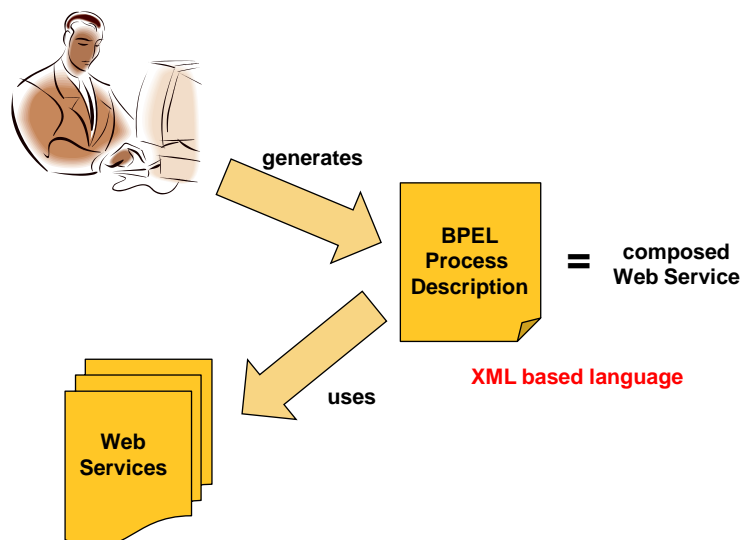 generates
BPEL
Process
Description
=
composed
Web Service
XML based language
uses
Web
Services